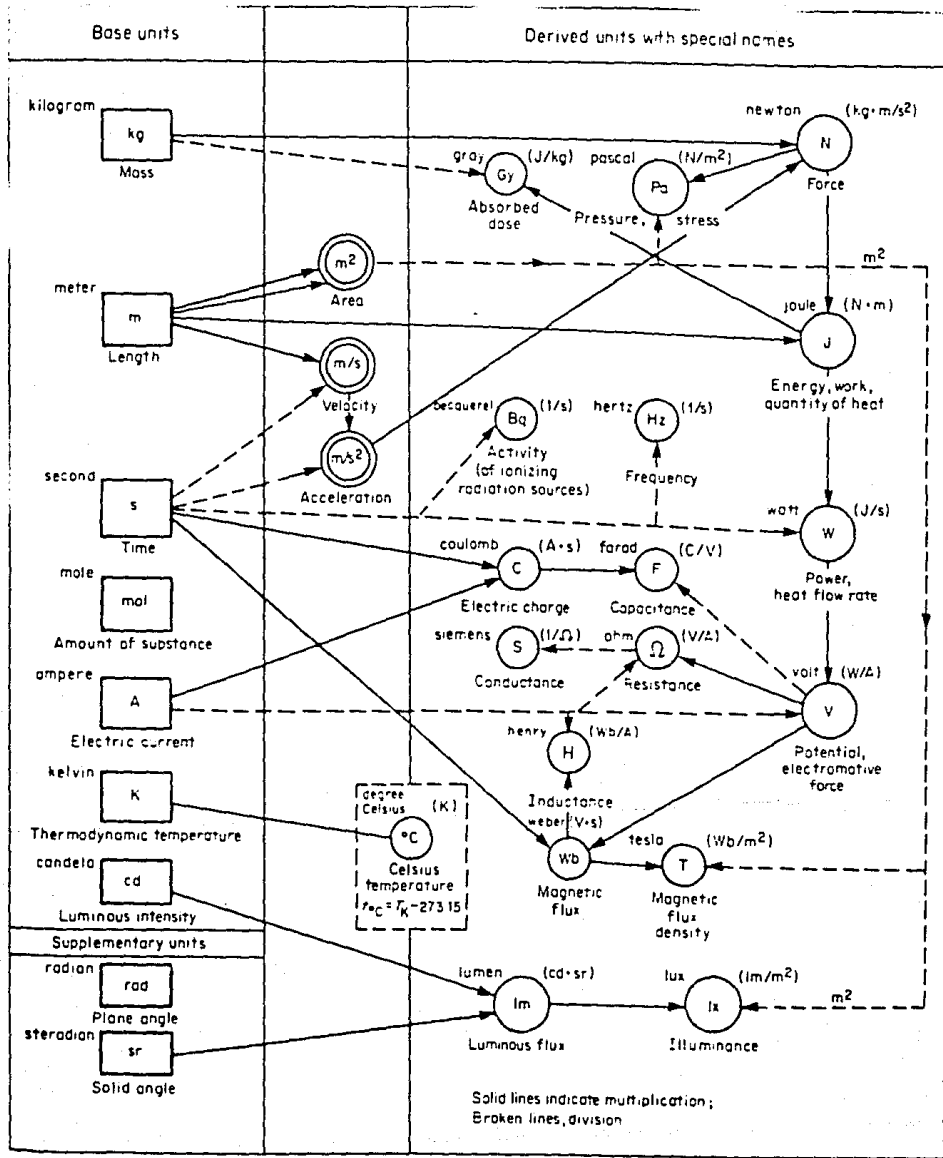 Base units
Derived units with special names
kilogram
kg
Mass
newton
(kg•m/s²)
N
Force
gray
(J/kg)
Gy
Absorbed
dose
pascal
(N/m²)
Pa
Pressure, stress
m²
Area
m²
meter
m
Length
joule
(N•m)
J
Energy, work,
quantity of heat
m/s
Velocity
becquerel
(1/s)
Bq
Activity
(of ionizing
radiation sources)
hertz
(1/s)
Hz
Frequency
m/s²
Acceleration
second
s
Time
watt
(J/s)
W
Power,
heat flow rate
coulomb
(A•s)
C
Electric charge
farad
(C/V)
F
Capacitance
mole
mol
Amount of substance
siemens
(1/Ω)
S
Conductance
ohm
(V/A)
Ω
Resistance
ampere
A
Electric current
volt
(W/A)
V
Potential,
electromotive
force
henry
(Wb/A)
H
Inductance
kelvin
K
Thermodynamic temperature
degree
Celsius
(K)
°C
Celsius
temperature
t°C = TK − 273.15
weber (V•s)
Wb
Magnetic
flux
tesla
(Wb/m²)
T
Magnetic
flux
density
candela
cd
Luminous intensity
Supplementary units
radian
rad
Plane angle
lumen
(cd•sr)
lm
Luminous flux
lux
(lm/m²)
lx
Illuminance
m²
steradian
sr
Solid angle
Solid lines indicate multiplication;
Broken lines, division